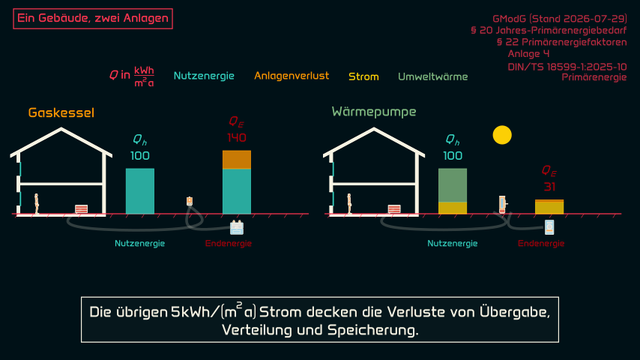 Ein Gebäude, zwei Anlagen
GModG (Stand 2026-07-29)
§ 20 Jahres-Primärenergiebedarf
§ 22 Primärenergiefaktoren
Anlage 4
DIN/TS 18599-1:2025-10
Primärenergie
Q in kWh/m²a
Nutzenergie
Anlagenverlust
Strom
Umweltwärme
Gaskessel
Qh
100
QE
140
Nutzenergie
Endenergie
Wärmepumpe
Qh
100
QE
31
Nutzenergie
Endenergie
Die übrigen 5 kWh/(m²a) Strom decken die Verluste von Übergabe,
Verteilung und Speicherung.